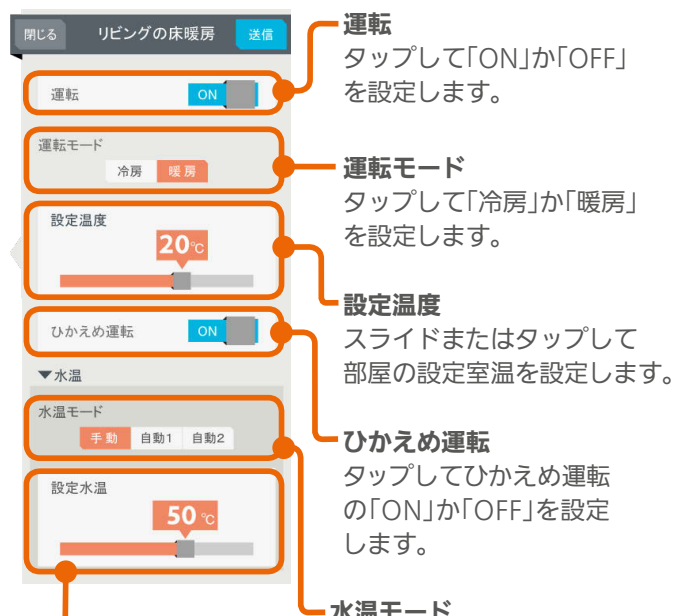 閉じる
リビングの床暖房
送信
運転
ON
運転モード
冷房
暖房
設定温度
20℃
ひかえめ運転
ON
▼水温
水温モード
手動
自動1
自動2
設定水温
50℃
運転
タップして「ON」か「OFF」
を設定します。
運転モード
タップして「冷房」か「暖房」
を設定します。
設定温度
スライドまたはタップして
部屋の設定室温を設定します。
ひかえめ運転
タップしてひかえめ運転
の「ON」か「OFF」を設定
します。
水温モード